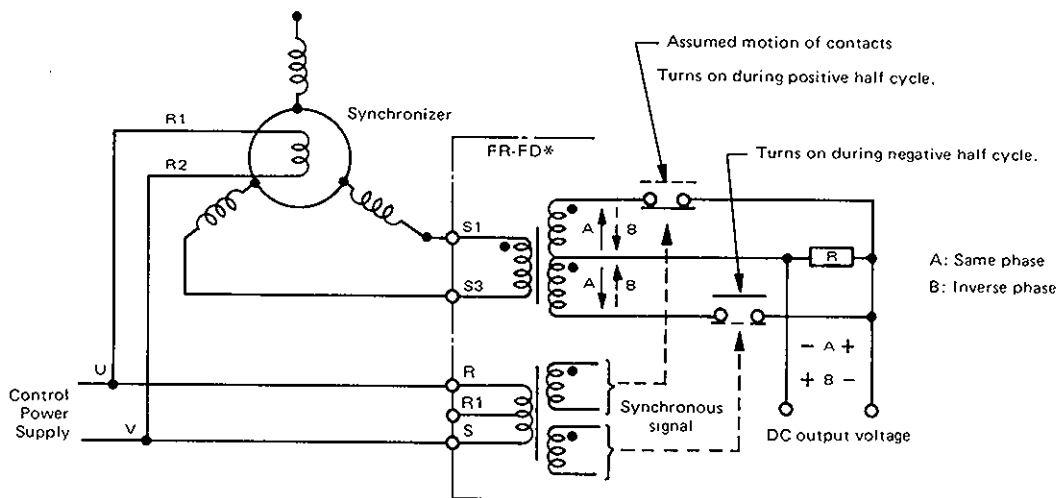 Assumed motion of contacts
Turns on during positive half cycle.
Synchronizer
R1
R2
FR-FD*
Turns on during negative half cycle.
S1
A
B
R
A: Same phase
B: Inverse phase
S3
A
B
− A +
+ B −
U
R
Control
Power
Supply
R1
Synchronous
signal
V
S
DC output voltage